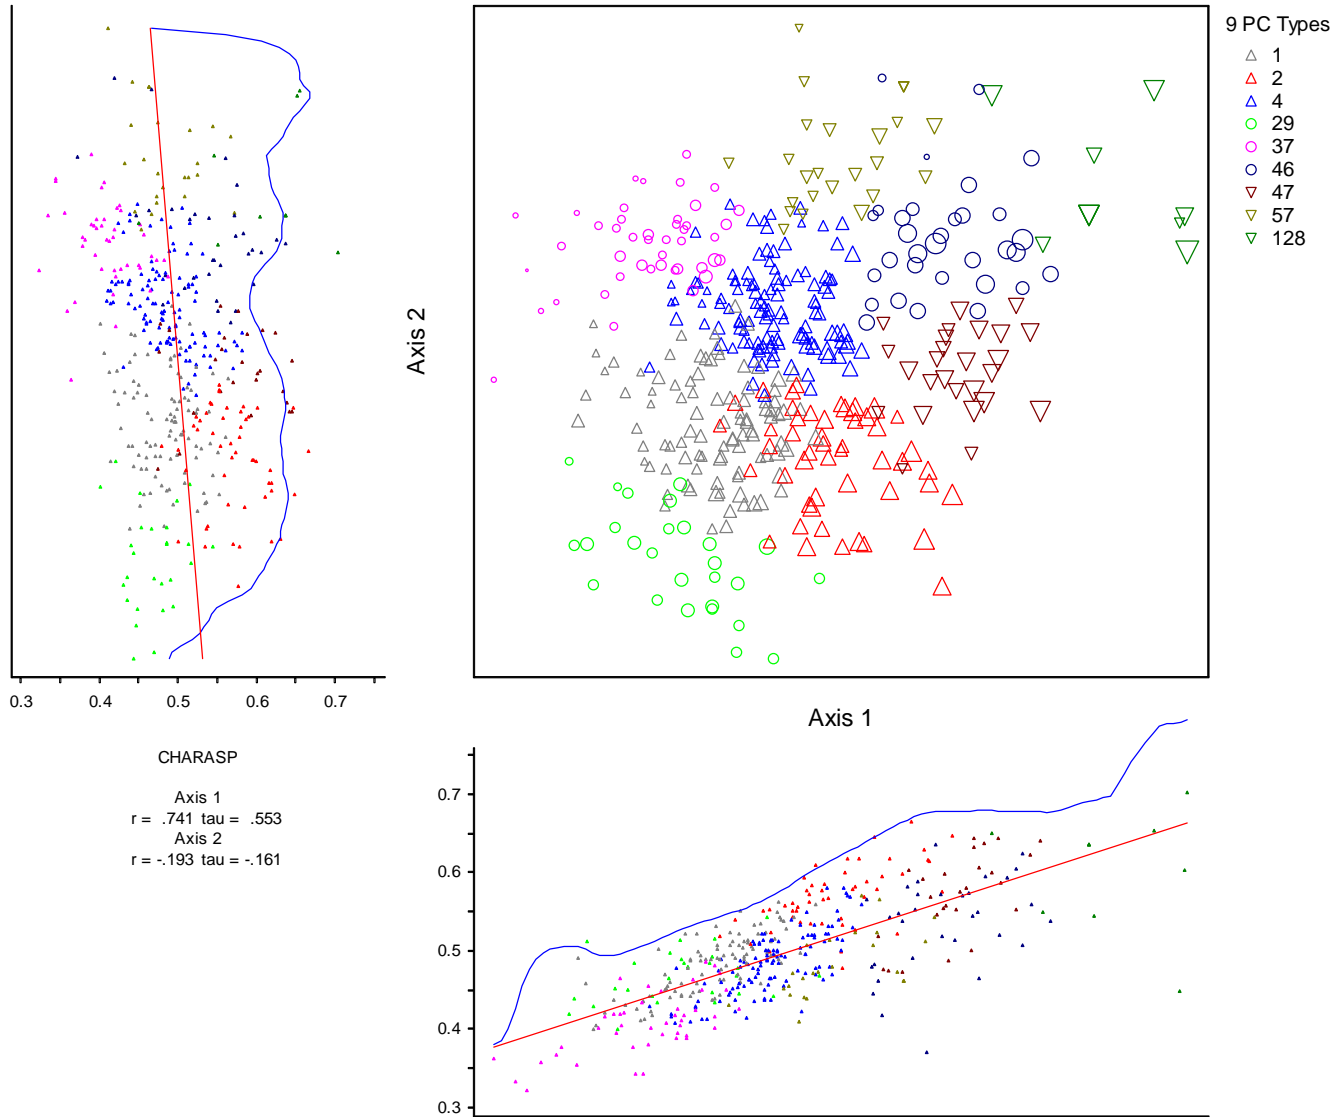 9 PC Types
1
2
4
29
37
46
47
57
128
Axis 2
0.3 0.4 0.5 0.6 0.7
Axis 1
CHARASP
Axis 1
r = .741 tau = .553
Axis 2
r = -.193 tau = -.161
0.7
0.6
0.5
0.4
0.3